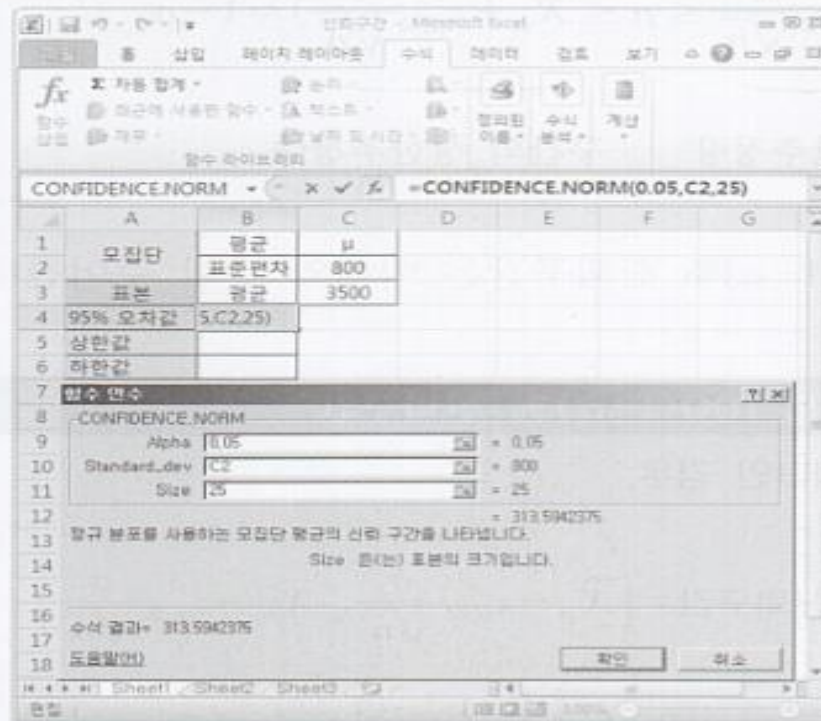 신뢰구간 - Microsoft Excel
홈 삽입 페이지 레이아웃 수식 데이터 검토 보기
fx 함수 삽입
Σ 자동 합계
최근에 사용한 함수
재무
논리
텍스트
날짜 및 시간
정의된 이름
수식 분석
계산
함수 라이브러리
CONFIDENCE.NORM =CONFIDENCE.NORM(0.05,C2,25)
A B C D E F G
1 모집단 평균 μ
2 표준편차 800
3 표본 평균 3500
4 95% 오차값 5,C2,25)
5 상한값
6 하한값
7 함수 인수
8 CONFIDENCE.NORM
9 Alpha 0.05 = 0.05
10 Standard_dev C2 = 800
11 Size 25 = 25
12 = 313.5942375
13 정규 분포를 사용하는 모집단 평균의 신뢰 구간을 나타냅니다.
14 Size 은(는) 표본의 크기입니다.
15
16
17 수식 결과= 313.5942375
18 도움말(H) 확인 취소
Sheet1 Sheet2 Sheet3
편집 100%